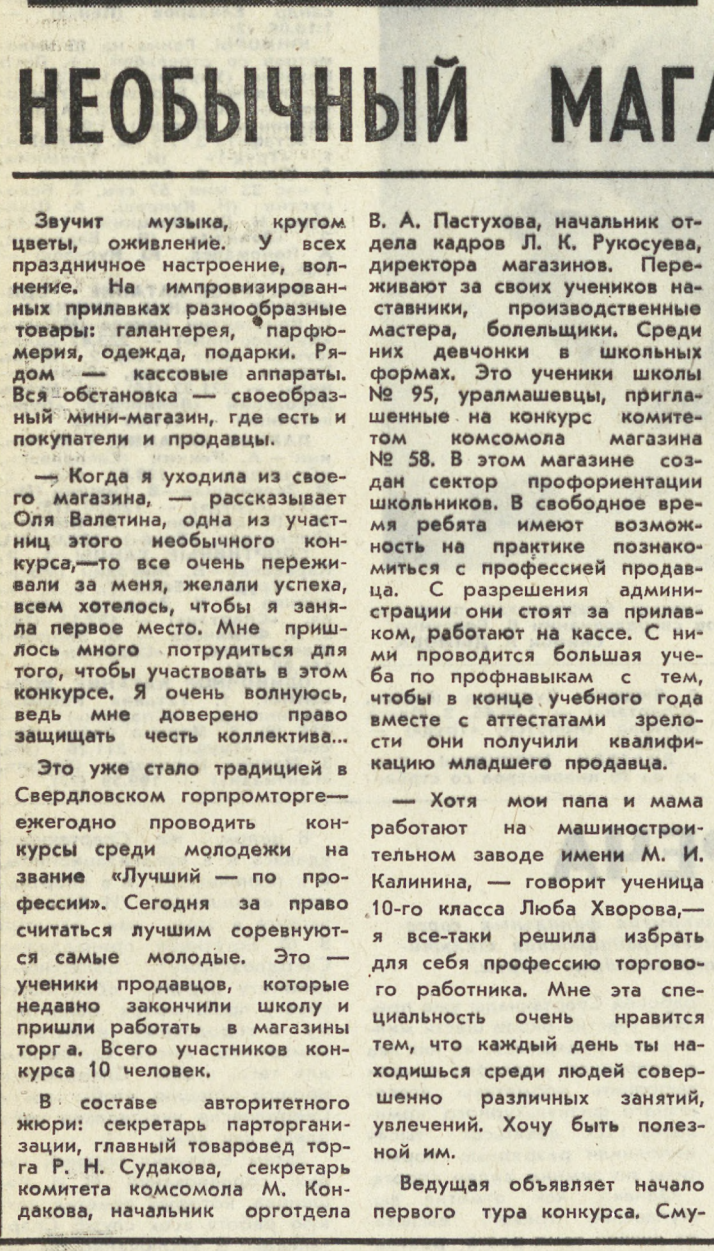 НЕОБЫЧНЫЙ МАГА
Звучит музыка, кругом
цветы, оживление. У всех
праздничное настроение, вол-
нение. На импровизирован-
ных прилавках разнообразные
товары: галантерея, парфю-
мерия, одежда, подарки. Ря-
дом — кассовые аппараты.
Вся обстановка — своеобраз-
ный мини-магазин, где есть и
покупатели и продавцы.
— Когда я уходила из свое-
го магазина, — рассказывает
Оля Валетина, одна из участ-
ниц этого необычного кон-
курса,—то все очень пережи-
вали за меня, желали успеха,
всем хотелось, чтобы я заня-
ла первое место. Мне приш-
лось много потрудиться для
того, чтобы участвовать в этом
конкурсе. Я очень волнуюсь,
ведь мне доверено право
защищать честь коллектива...
Это уже стало традицией в
Свердловском горпромторге—
ежегодно проводить кон-
курсы среди молодежи на
звание «Лучший — по про-
фессии». Сегодня за право
считаться лучшим соревнуют-
ся самые молодые. Это —
ученики продавцов, которые
недавно закончили школу и
пришли работать в магазины
торга. Всего участников кон-
курса 10 человек.
В составе авторитетного
жюри: секретарь парторгани-
зации, главный товаровед тор-
га Р. Н. Судакова, секретарь
комитета комсомола М. Кон-
дакова, начальник орготдела
В. А. Пастухова, начальник от-
дела кадров Л. К. Рукосуева,
директора магазинов. Пере-
живают за своих учеников на-
ставники, производственные
мастера, болельщики. Среди
них девчонки в школьных
формах. Это ученики школы
№ 95, уралмашевцы, пригла-
шенные на конкурс комите-
том комсомола магазина
№ 58. В этом магазине соз-
дан сектор профориентации
школьников. В свободное вре-
мя ребята имеют возмож-
ность на практике познако-
миться с профессией продав-
ца. С разрешения админи-
страции они стоят за прилав-
ком, работают на кассе. С ни-
ми проводится большая уче-
ба по профнавыкам с тем,
чтобы в конце учебного года
вместе с аттестатами зрело-
сти они получили квалифи-
кацию младшего продавца.
— Хотя мои папа и мама
работают на машинострои-
тельном заводе имени М. И.
Калинина, — говорит ученица
10-го класса Люба Хворова,—
я все-таки решила избрать
для себя профессию торгово-
го работника. Мне эта спе-
циальность очень нравится
тем, что каждый день ты на-
ходишься среди людей совер-
шенно различных занятий,
увлечений. Хочу быть полез-
ной им.
Ведущая объявляет начало
первого тура конкурса. Сму-